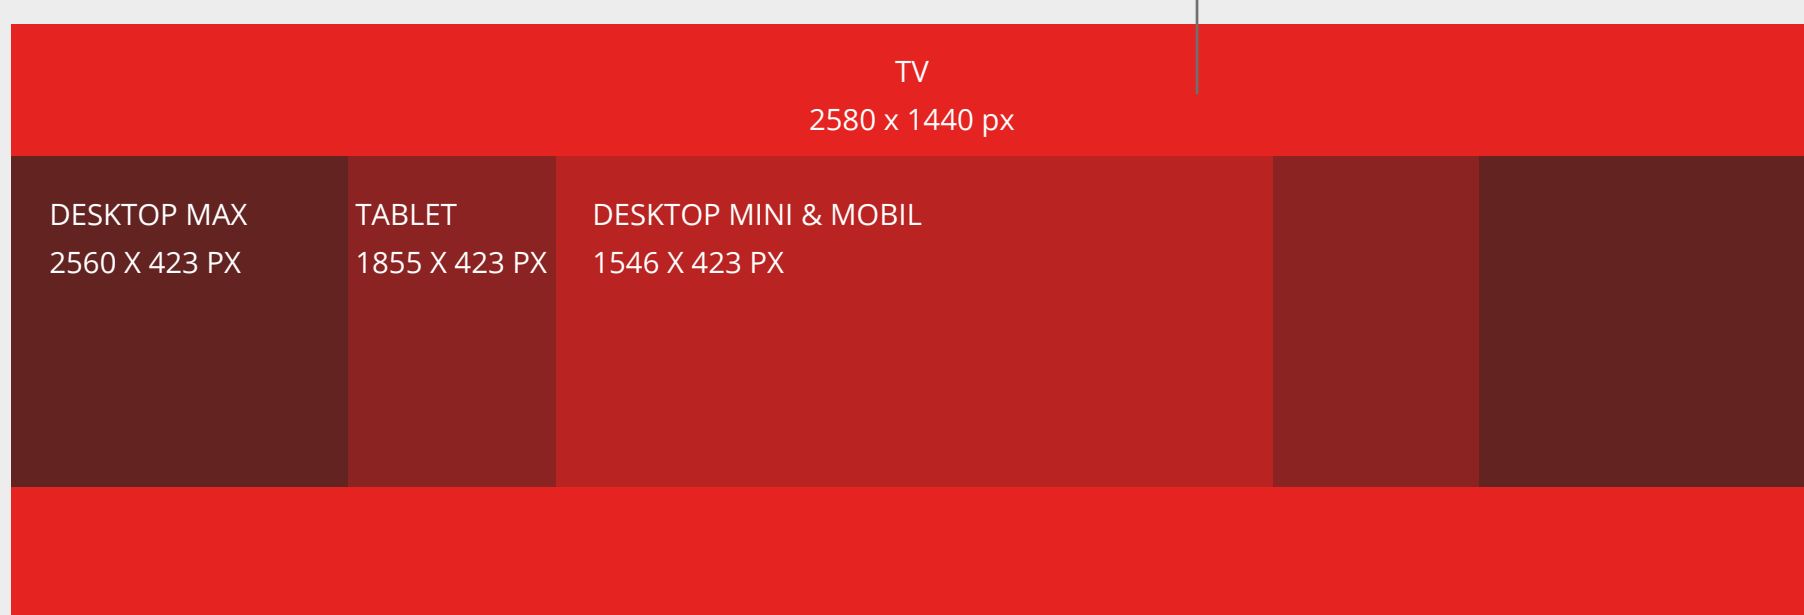 TV
2580 x 1440 px
DESKTOP MAX
2560 X 423 PX
TABLET
1855 X 423 PX
DESKTOP MINI & MOBIL
1546 X 423 PX